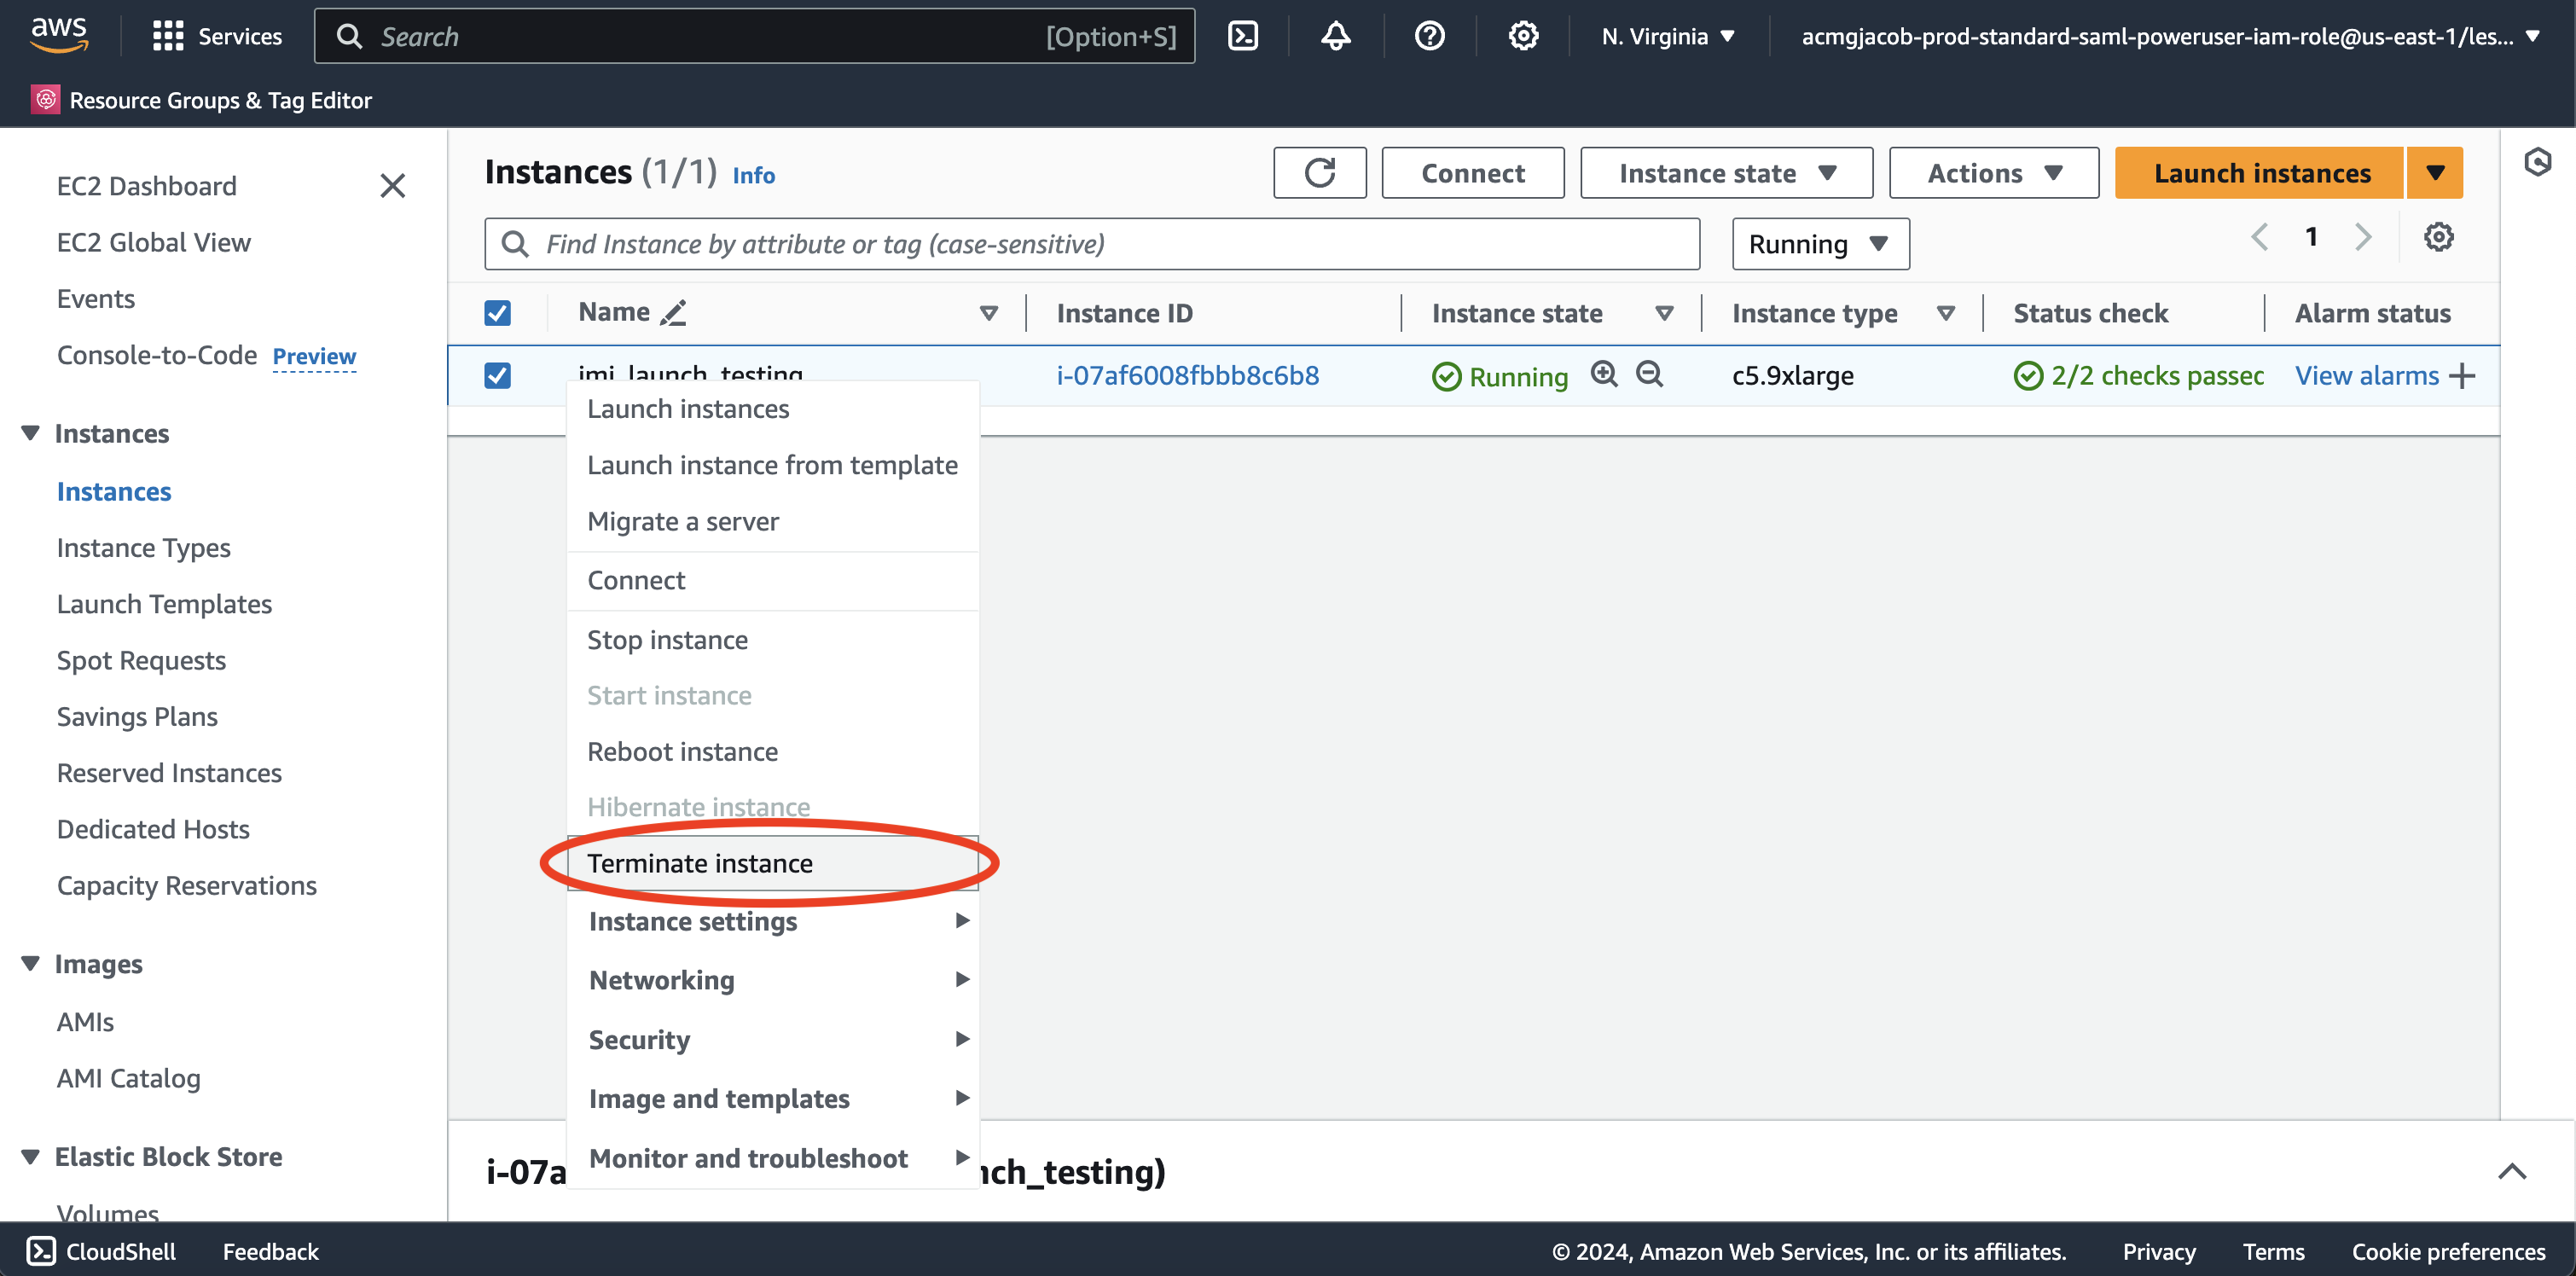 aws
Services
Search
[Option+S]
N. Virginia
acmgjacob-prod-standard-saml-poweruser-iam-role@us-east-1/les...
Resource Groups & Tag Editor
EC2 Dashboard
EC2 Global View
Events
Console-to-Code Preview
Instances
Instances
Instance Types
Launch Templates
Spot Requests
Savings Plans
Reserved Instances
Dedicated Hosts
Capacity Reservations
Images
AMIs
AMI Catalog
Elastic Block Store
Volumes
Instances (1/1) Info
Connect
Instance state
Actions
Launch instances
Find Instance by attribute or tag (case-sensitive)
Running
1
Name
Instance ID
Instance state
Instance type
Status check
Alarm status
imi_launch_testing
i-07af6008fbbb8c6b8
Running
c5.9xlarge
2/2 checks passec
View alarms
Launch instances
Launch instance from template
Migrate a server
Connect
Stop instance
Start instance
Reboot instance
Hibernate instance
Terminate instance
Instance settings
Networking
Security
Image and templates
Monitor and troubleshoot
i-07a
nch_testing)
CloudShell
Feedback
© 2024, Amazon Web Services, Inc. or its affiliates.
Privacy
Terms
Cookie preferences